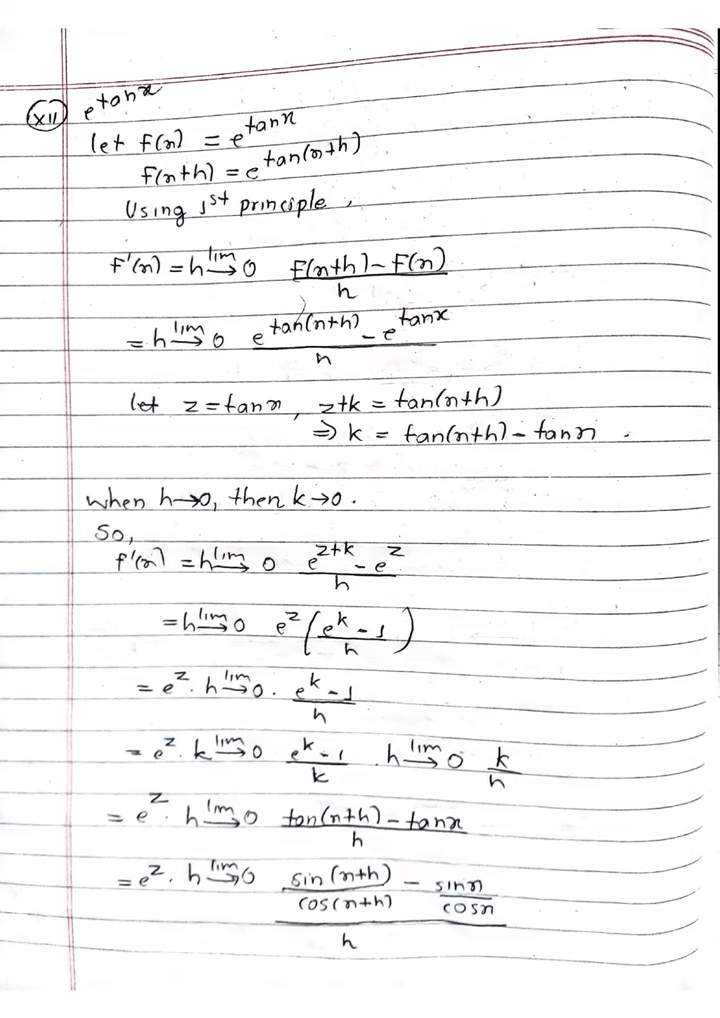 (xii) e^tanx
let f(x) = e^tanx
f(x+h) = e^tan(x+h)
Using 1st principle,
f'(x) = lim h→0 f(x+h) - f(x) / h
= lim h→0 e^tan(x+h) - e^tanx / h
let z = tanx, z+k = tan(x+h)
⇒ k = tan(x+h) - tanx.
when h→0, then k→0.
So,
f'(x) = lim h→0 e^z+k - e^z / h
= lim h→0 e^z (e^k - 1 / h)
= e^z. lim h→0. e^k - 1 / h
= e^z. lim k→0 e^k - 1 / k . lim h→0 k / h
= e^z. lim h→0 tan(x+h) - tanx / h
= e^z. lim h→0 sin(x+h) / cos(x+h) - sinx / cosx / h